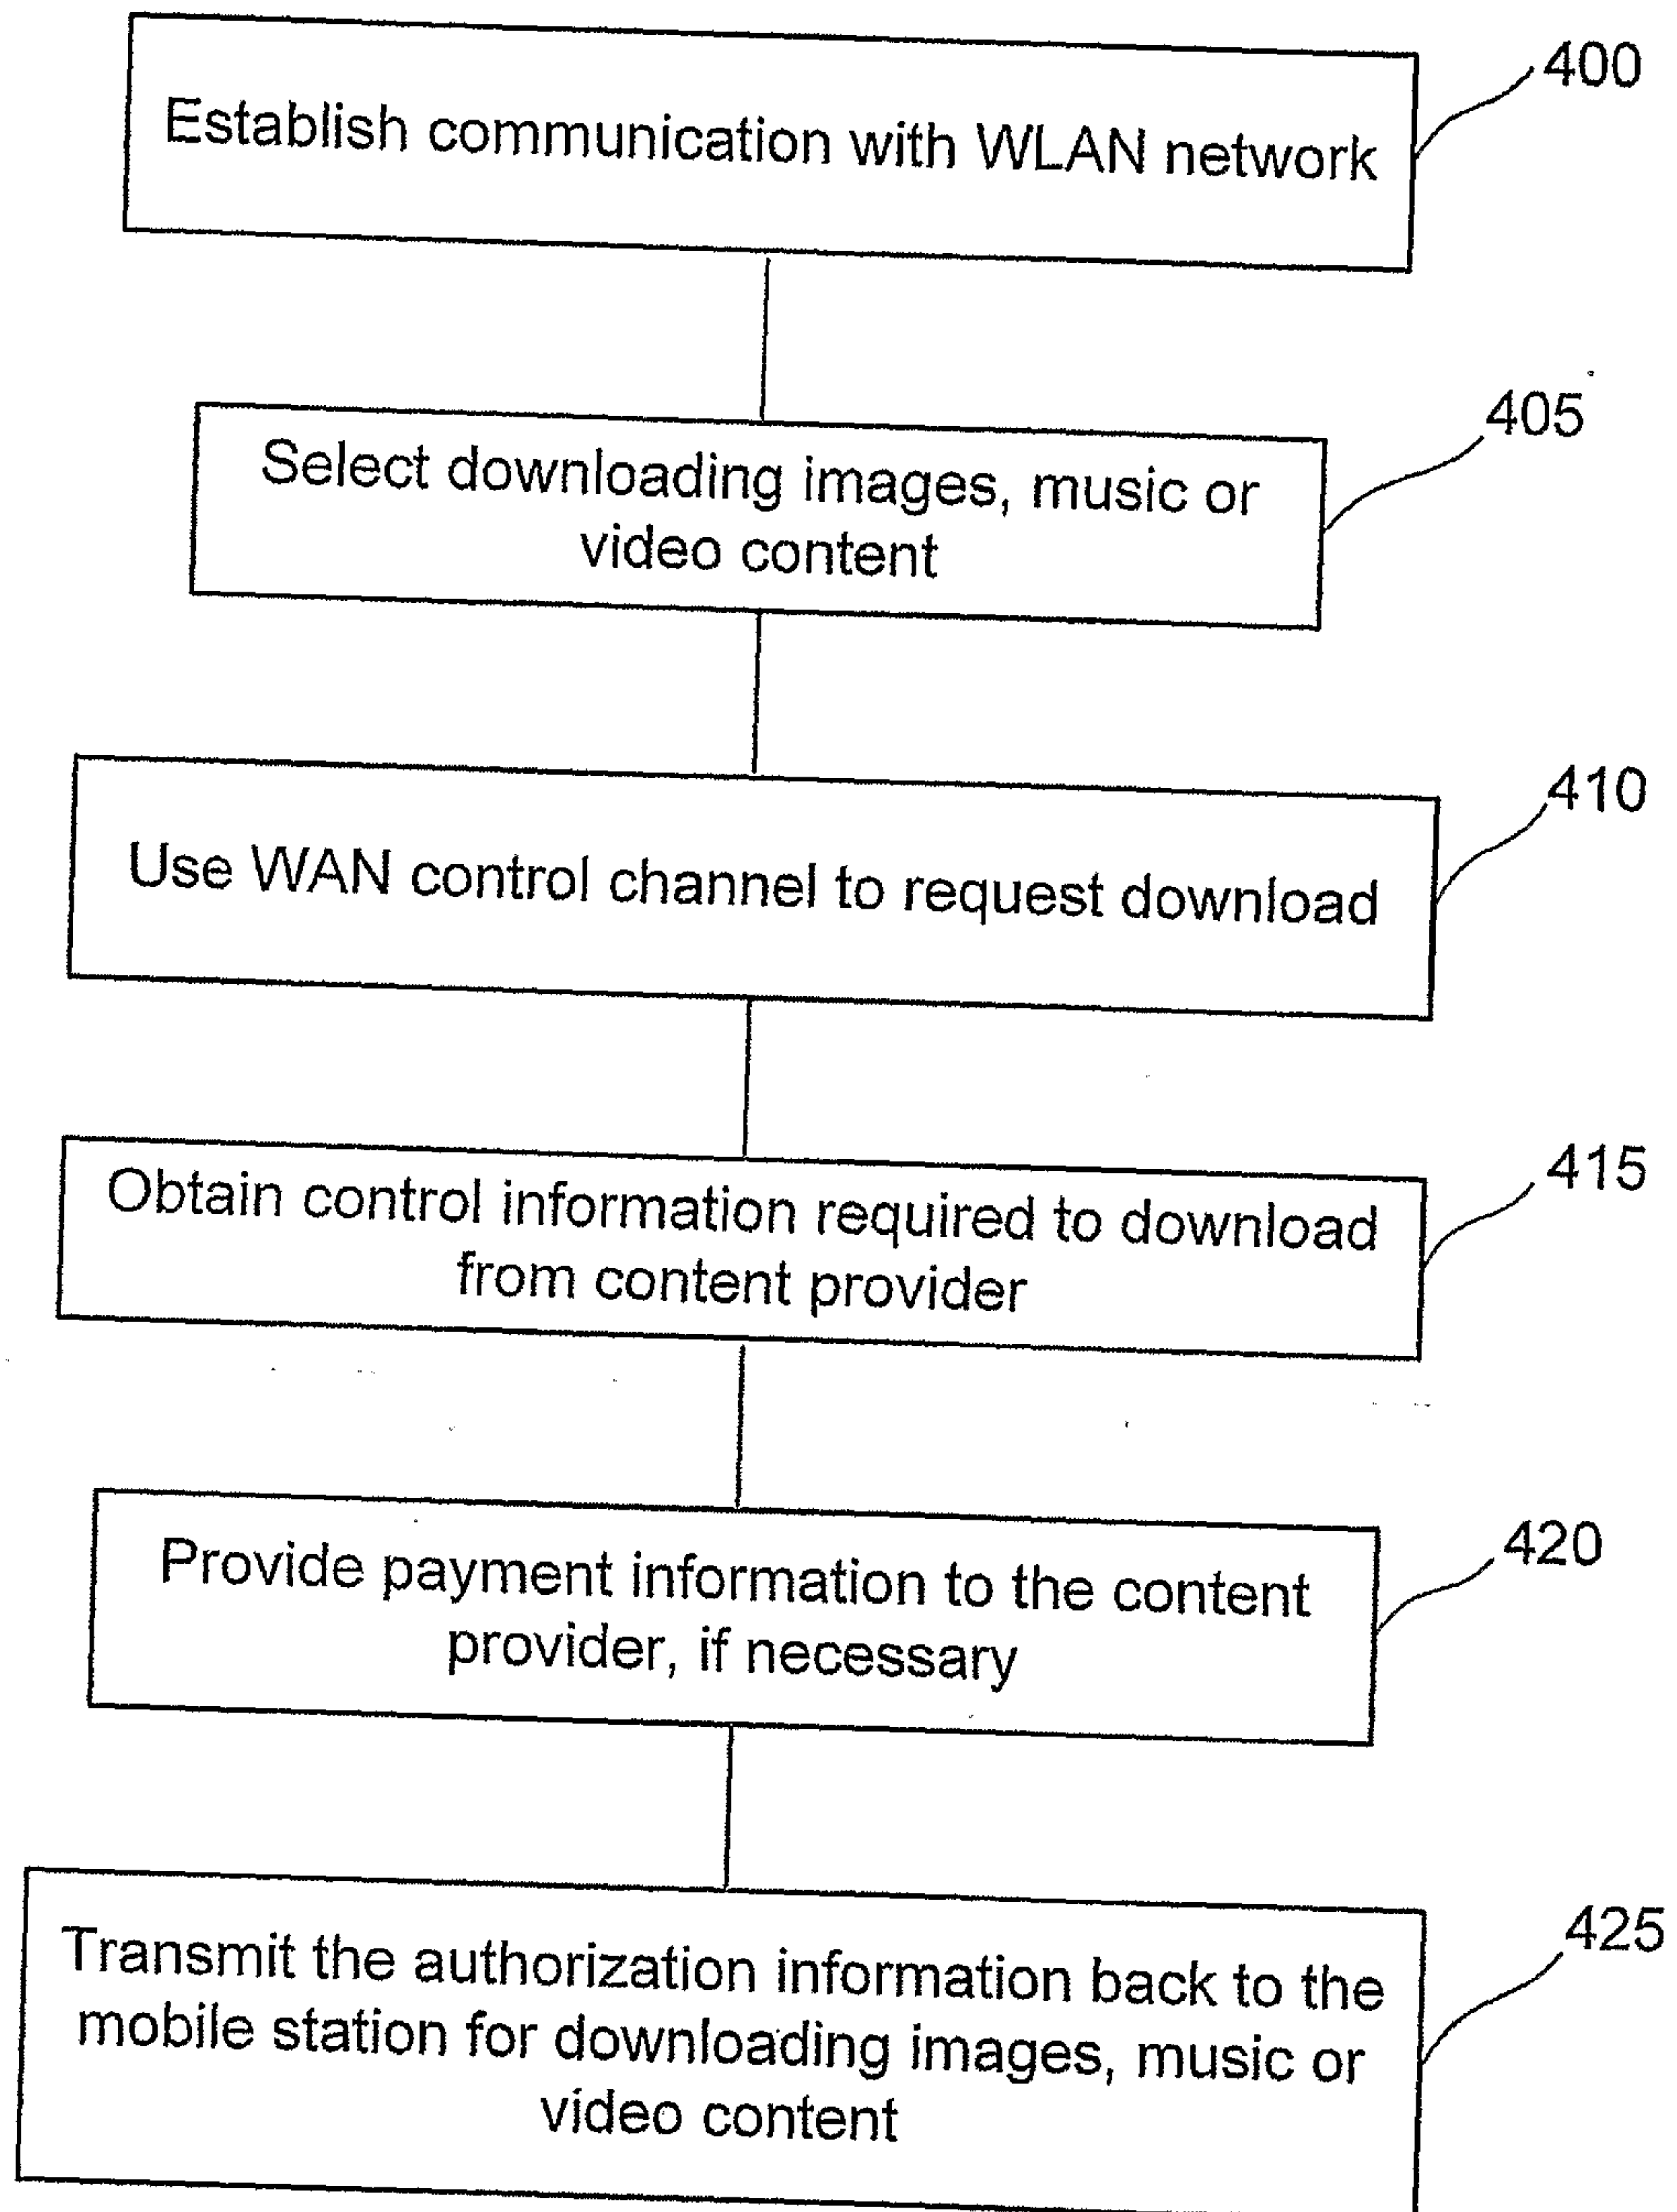 400
Establish communication with WLAN network
405
Select downloading images, music or
video content
410
Use WAN control channel to request download
415
Obtain control information required to download
from content provider
420
Provide payment information to the content
provider, if necessary
425
Transmit the authorization information back to the
mobile station for downloading images, music or
video content